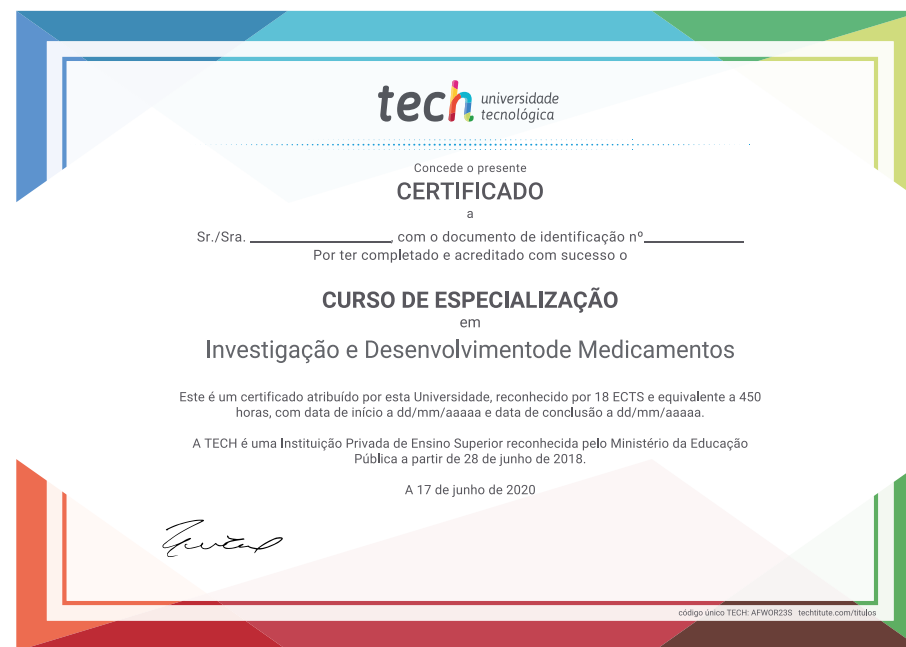 tech universidade
tecnológica
Concede o presente
CERTIFICADO
a
Sr./Sra. ____________________, com o documento de identificação nº______________
Por ter completado e acreditado com sucesso o
CURSO DE ESPECIALIZAÇÃO
em
Investigação e Desenvolvimentode Medicamentos
Este é um certificado atribuído por esta Universidade, reconhecido por 18 ECTS e equivalente a 450
horas, com data de início a dd/mm/aaaaa e data de conclusão a dd/mm/aaaaa.
A TECH é uma Instituição Privada de Ensino Superior reconhecida pelo Ministério da Educação
Pública a partir de 28 de junho de 2018.
A 17 de junho de 2020
código único TECH: AFWOR23S techtitute.com/titulos